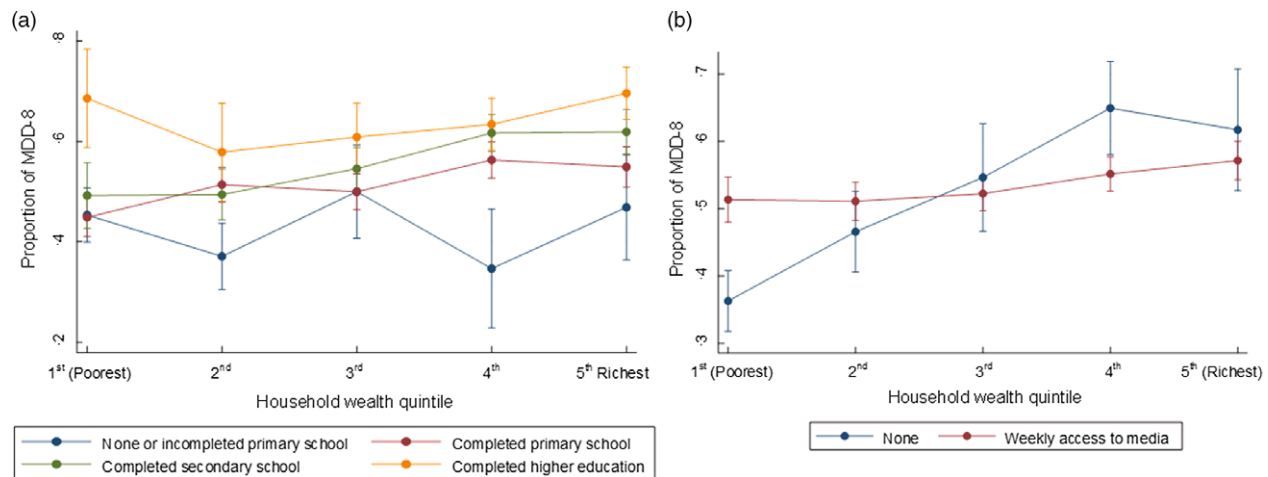 (a)
Proportion of MDD-8
.8
.6
.4
.2
1st (Poorest) 2nd 3rd 4th 5th Richest
Household wealth quintile
None or incompleted primary school
Completed primary school
Completed secondary school
Completed higher education
(b)
Proportion of MDD-8
.7
.6
.5
.4
.3
1st (Poorest) 2nd 3rd 4th 5th (Richest)
Household wealth quintile
None
Weekly access to media